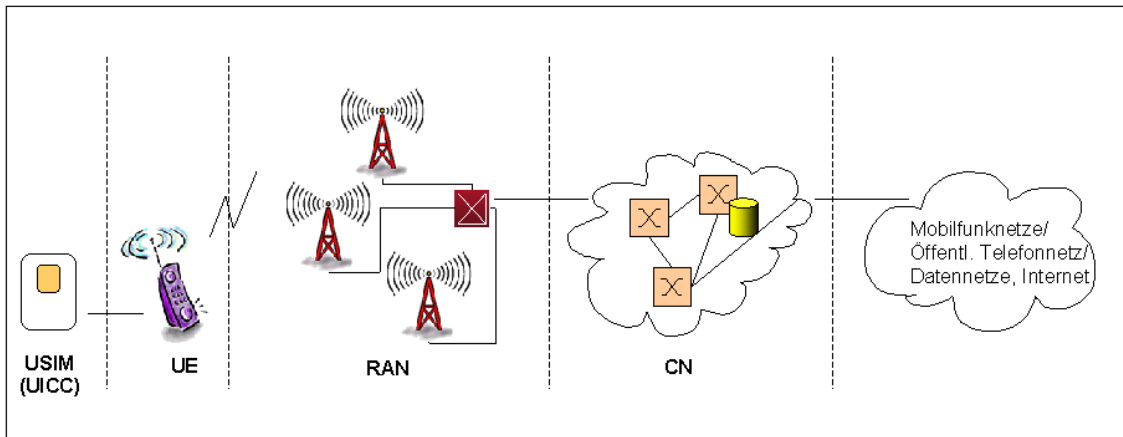 USIM
(UICC)
UE
RAN
CN
Mobilfunknetze/
Öffentl. Telefonnetz/
Datennetze, Internet